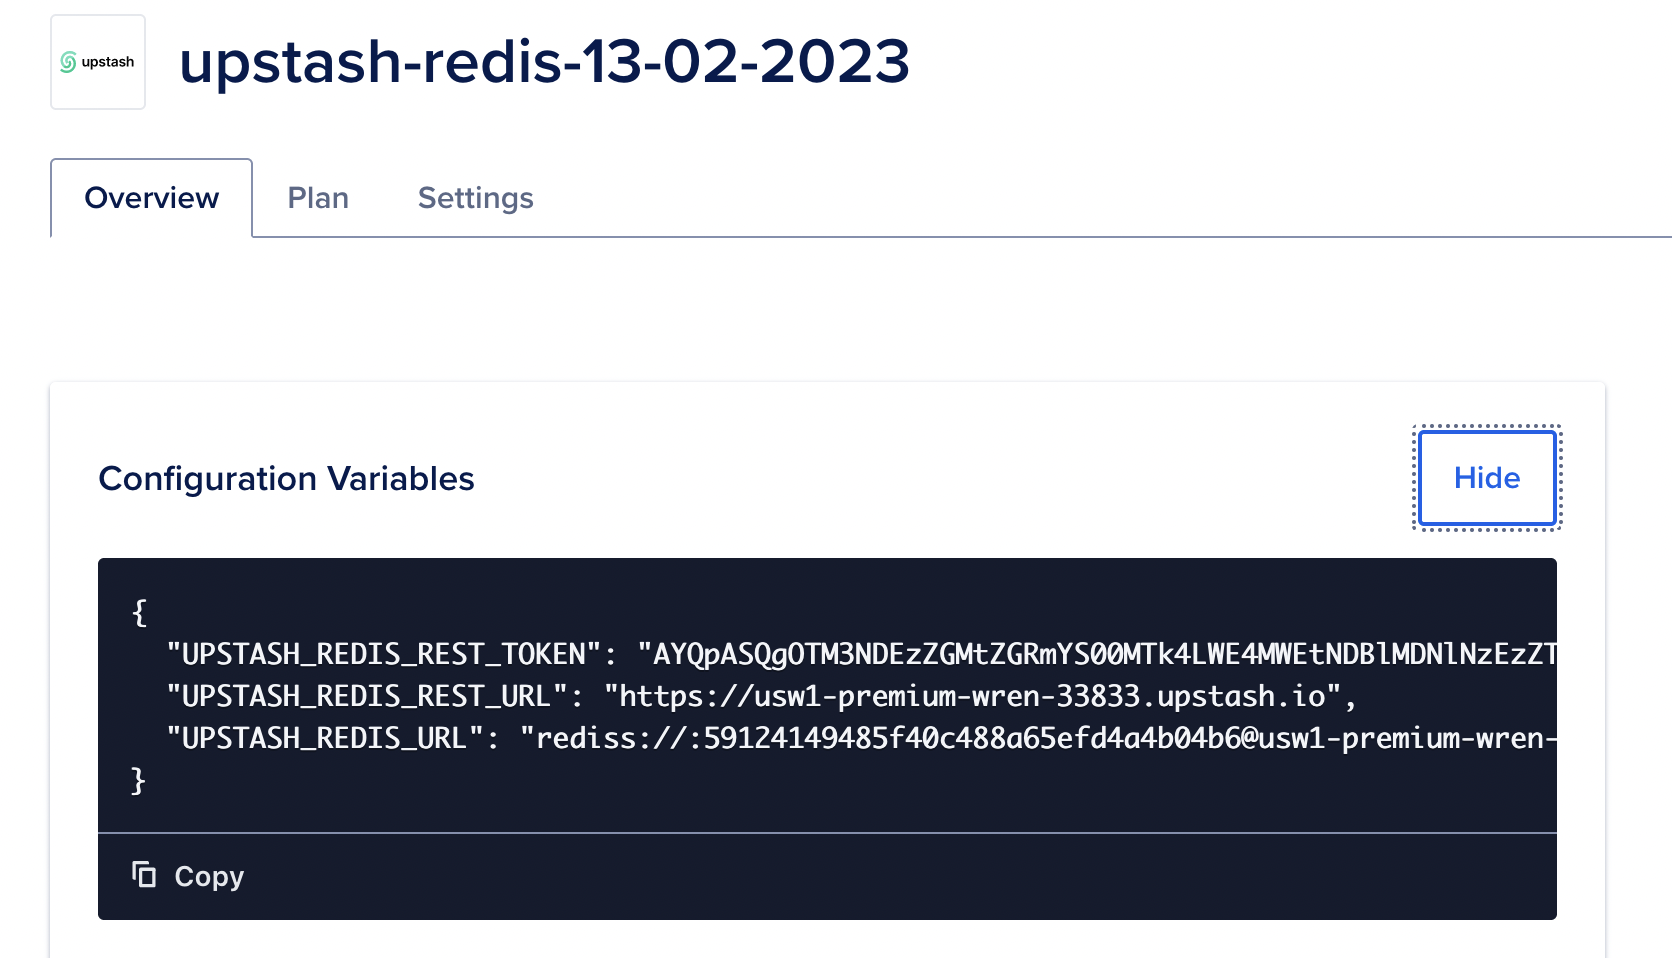 upstash
upstash-redis-13-02-2023
Overview
Plan
Settings
Configuration Variables
Hide
{
"UPSTASH_REDIS_REST_TOKEN": "AYQpASQgOTM3NDEzZGMtZGRmYS00MTk4LWE4MWEtNDBlMDNlNzEzZT
"UPSTASH_REDIS_REST_URL": "https://usw1-premium-wren-33833.upstash.io",
"UPSTASH_REDIS_URL": "rediss://:59124149485f40c488a65efd4a4b04b6@usw1-premium-wren-
}
Copy